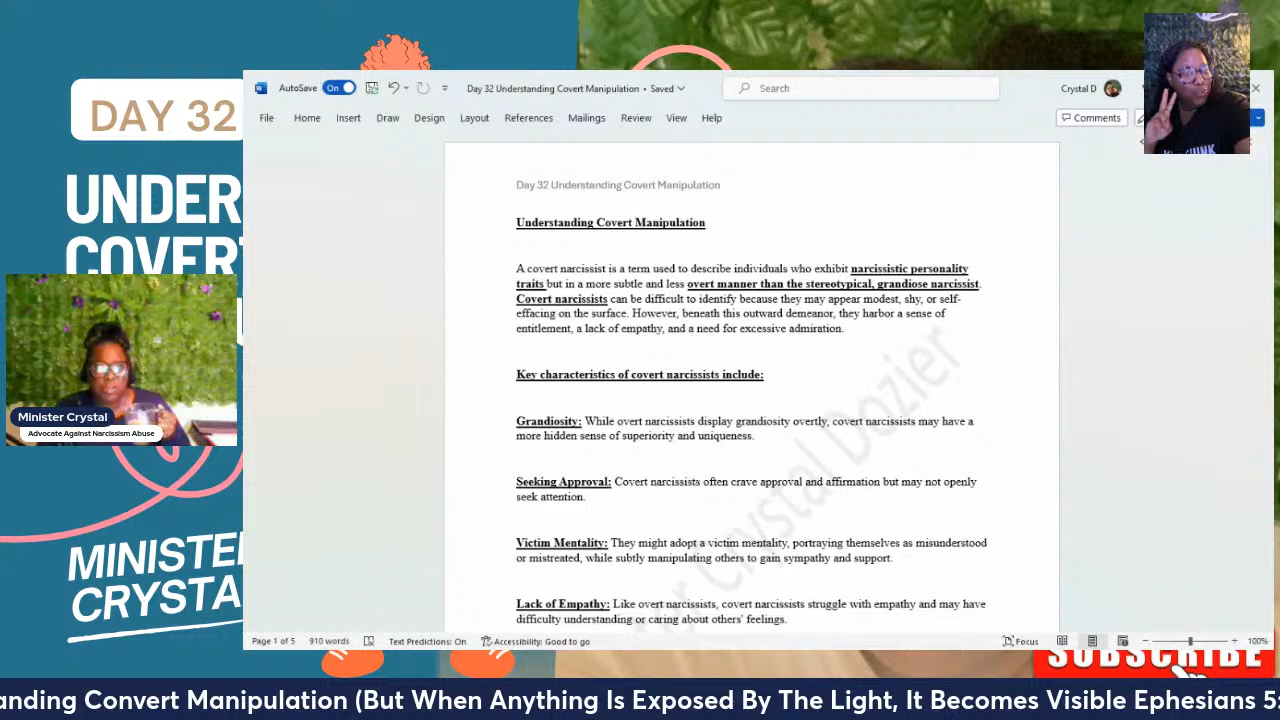 DAY 32
UNDER
COVER
Minister Crystal
Advocate Against Narcissism Abuse
MINISTE
CRYSTA
AutoSave On Day 32 Understanding Covert Manipulation • Saved Search Crystal D
File Home Insert Draw Design Layout References Mailings Review View Help Comments
Day 32 Understanding Covert Manipulation
Understanding Covert Manipulation
A covert narcissist is a term used to describe individuals who exhibit narcissistic personality
traits but in a more subtle and less overt manner than the stereotypical, grandiose narcissist.
Covert narcissists can be difficult to identify because they may appear modest, shy, or self-
effacing on the surface. However, beneath this outward demeanor, they harbor a sense of
entitlement, a lack of empathy, and a need for excessive admiration.
Key characteristics of covert narcissists include:
Grandiosity: While overt narcissists display grandiosity overtly, covert narcissists may have a
more hidden sense of superiority and uniqueness.
Seeking Approval: Covert narcissists often crave approval and affirmation but may not openly
seek attention.
Victim Mentality: They might adopt a victim mentality, portraying themselves as misunderstood
or mistreated, while subtly manipulating others to gain sympathy and support.
Lack of Empathy: Like overt narcissists, covert narcissists struggle with empathy and may have
difficulty understanding or caring about others' feelings.
Crystal Dozier
Page 1 of 5 910 words Text Predictions: On Accessibility: Good to go Focus 100%
SUBSCRIBE
anding Convert Manipulation (But When Anything Is Exposed By The Light, It Becomes Visible Ephesians 5: